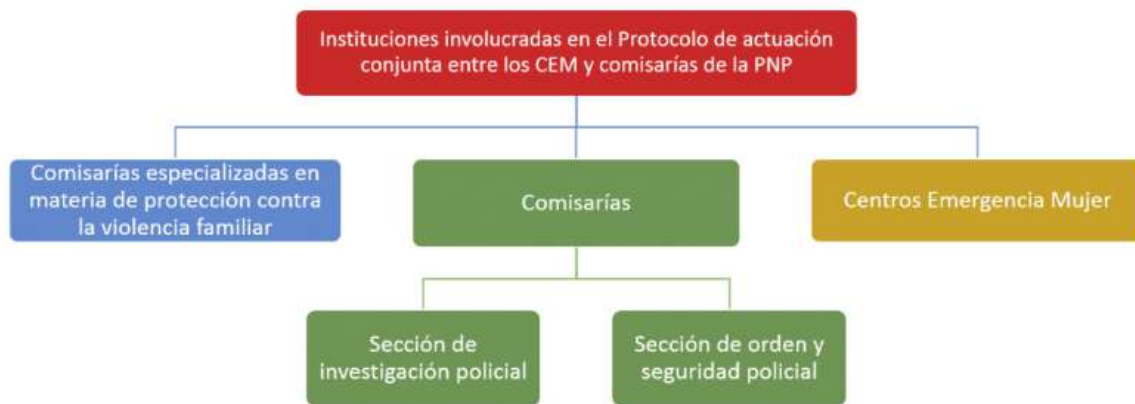 Instituciones involucradas en el Protocolo de actuación
conjunta entre los CEM y comisarías de la PNP
Comisarías especializadas en
materia de protección contra
la violencia familiar
Comisarías
Centros Emergencia Mujer
Sección de
investigación policial
Sección de orden y
seguridad policial